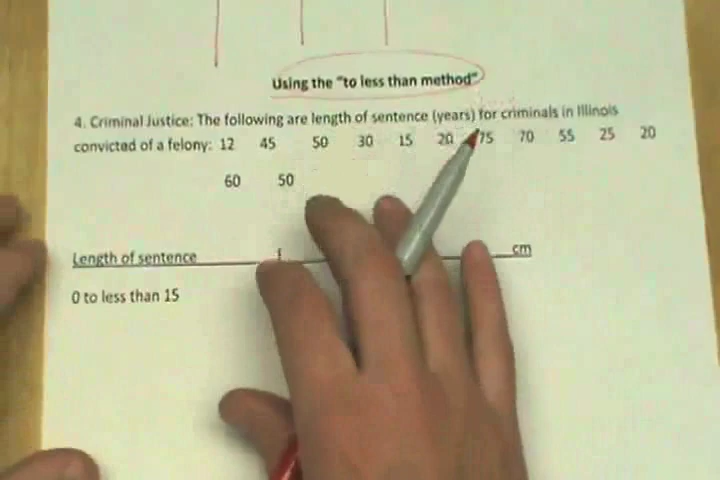 Using the "to less than method"
4. Criminal Justice: The following are length of sentence (years) for criminals in Illinois
convicted of a felony: 12 45 50 30 15 20 75 70 55 25 20
60 50
Length of sentence f cm
0 to less than 15